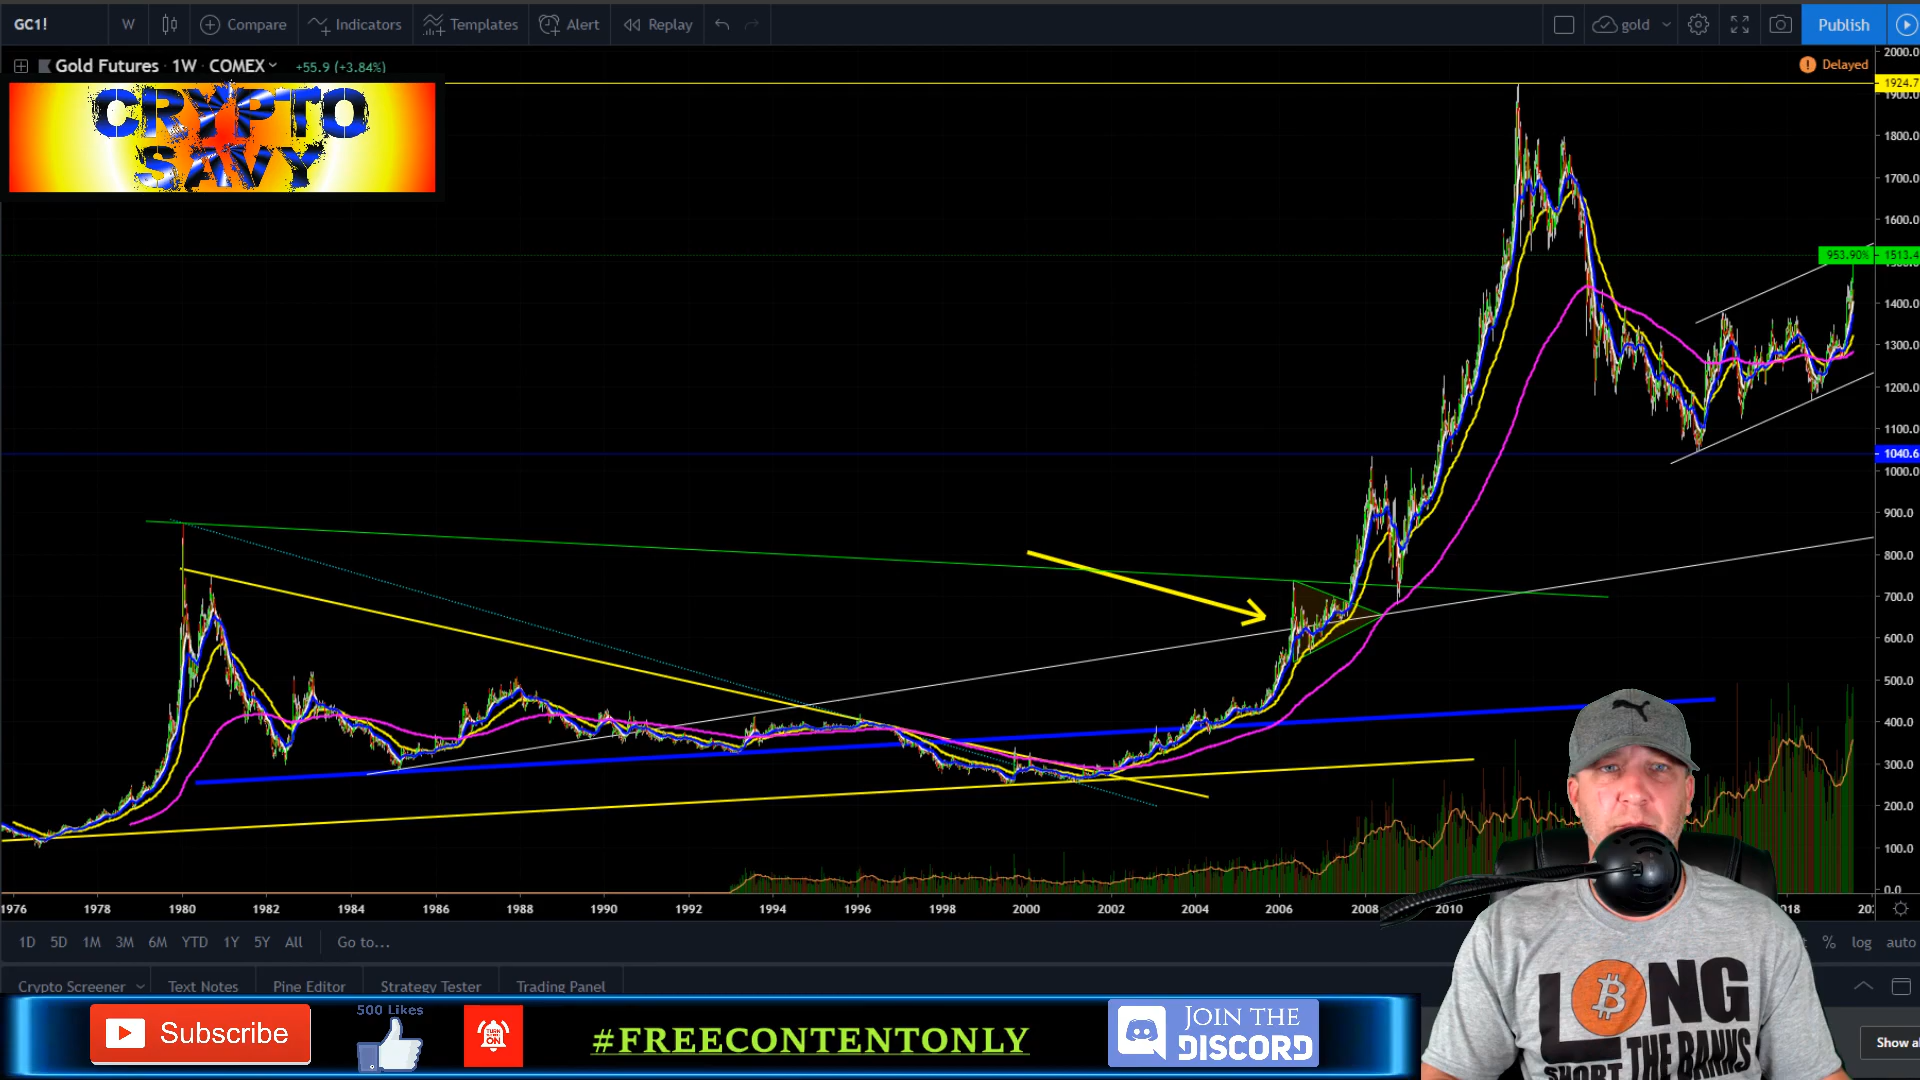 GC1!
W
Compare
Indicators
Templates
Alert
Replay
gold
Publish
Gold Futures · 1W · COMEX
+55.9 (+3.84%)
Delayed
CRYPTO
SAVY
2000.0
1924.7
1900.0
1800.0
1700.0
1600.0
953.90%
1513.4
1400.0
1300.0
1200.0
1100.0
1040.6
1000.0
900.0
800.0
700.0
600.0
500.0
400.0
300.0
200.0
100.0
0.0
1976 1978 1980 1982 1984 1986 1988 1990 1992 1994 1996 1998 2000 2002 2004 2006 2008 2010 018 202
1D 5D 1M 3M 6M YTD 1Y 5Y All Go to...
% log auto
Crypto Screener Text Notes Pine Editor Strategy Tester Trading Panel
Subscribe
500 Likes
#FREECONTENTONLY
JOIN THE
DISCORD
LONG
THE BANKS
SHORT
Show al